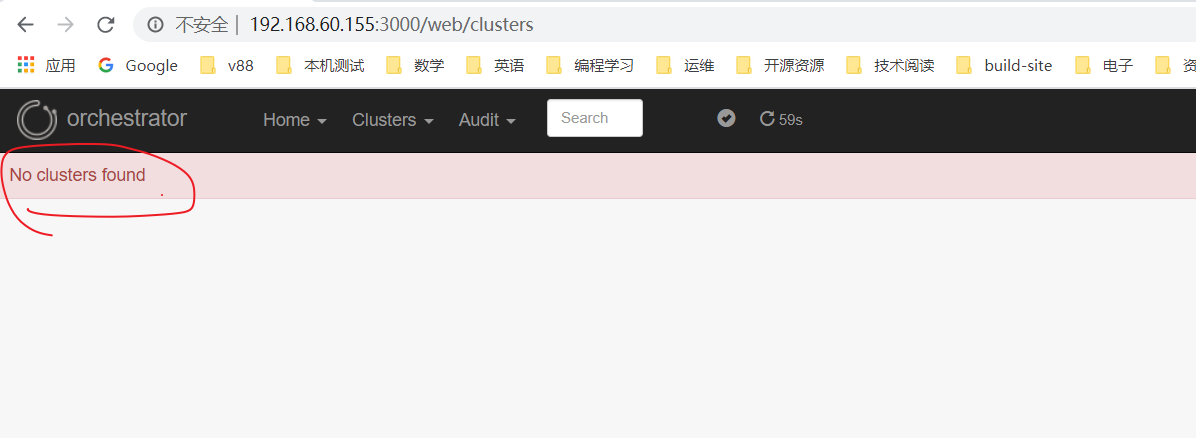 不安全 | 192.168.60.155:3000/web/clusters
应用 Google v88 本机测试 数学 英语 编程学习 运维 开源资源 技术阅读 build-site 电子 资
orchestrator Home Clusters Audit Search 59s
No clusters found